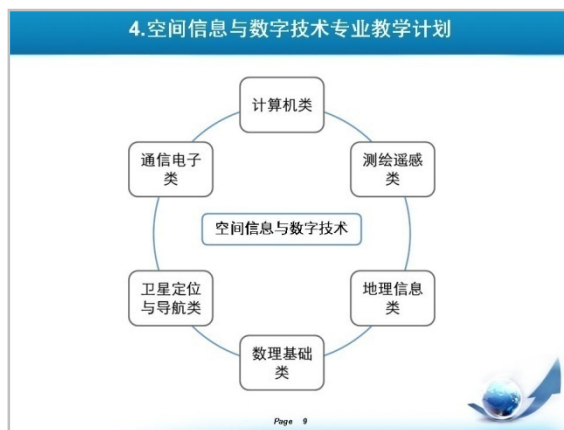 4.空间信息与数字技术专业教学计划
计算机类
通信电子
类
测绘遥感
类
空间信息与数字技术
卫星定位
与导航类
地理信息
类
数理基础
类
Page 9